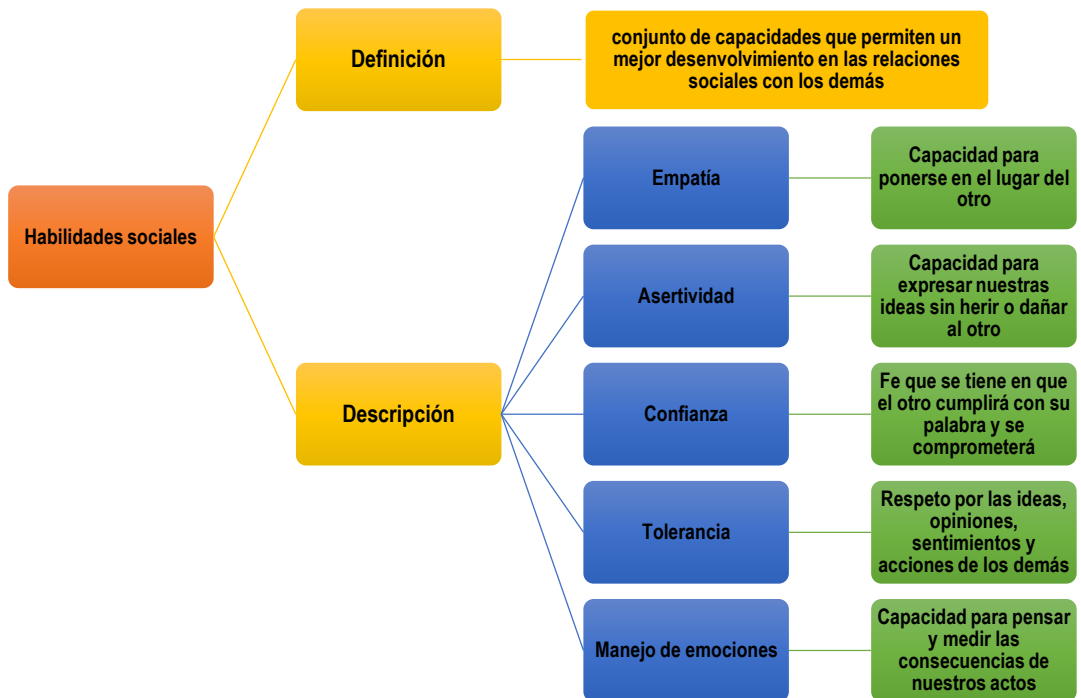 Habilidades sociales
Definición
conjunto de capacidades que permiten un
mejor desenvolvimiento en las relaciones
sociales con los demás
Descripción
Empatía
Capacidad para
ponerse en el lugar del
otro
Asertividad
Capacidad para
expresar nuestras
ideas sin herir o dañar
al otro
Confianza
Fe que se tiene en que
el otro cumplirá con su
palabra y se
comprometerá
Tolerancia
Respeto por las ideas,
opiniones,
sentimientos y
acciones de los demás
Manejo de emociones
Capacidad para pensar
y medir las
consecuencias de
nuestros actos